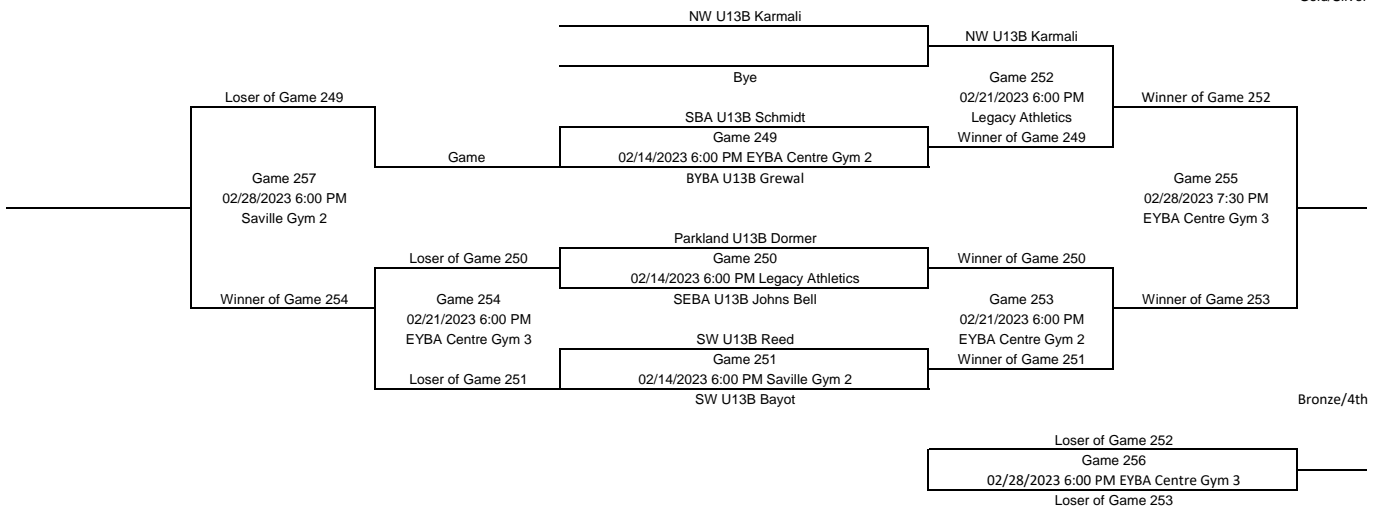 Gold/Silver
NW U13B Karmali
NW U13B Karmali
Bye
Game 252
Loser of Game 249
02/21/2023 6:00 PM
Winner of Game 252
SBA U13B Schmidt
Legacy Athletics
Game 249
Winner of Game 249
Game
02/14/2023 6:00 PM EYBA Centre Gym 2
Game 257
BYBA U13B Grewal
Game 255
02/28/2023 6:00 PM
02/28/2023 7:30 PM
Saville Gym 2
EYBA Centre Gym 3
Parkland U13B Dormer
Loser of Game 250
Game 250
Winner of Game 250
02/14/2023 6:00 PM Legacy Athletics
Winner of Game 254
Game 254
SEBA U13B Johns Bell
Game 253
Winner of Game 253
02/21/2023 6:00 PM
02/21/2023 6:00 PM
EYBA Centre Gym 3
SW U13B Reed
EYBA Centre Gym 2
Game 251
Winner of Game 251
Loser of Game 251
02/14/2023 6:00 PM Saville Gym 2
SW U13B Bayot
Bronze/4th
Loser of Game 252
Game 256
02/28/2023 6:00 PM EYBA Centre Gym 3
Loser of Game 253